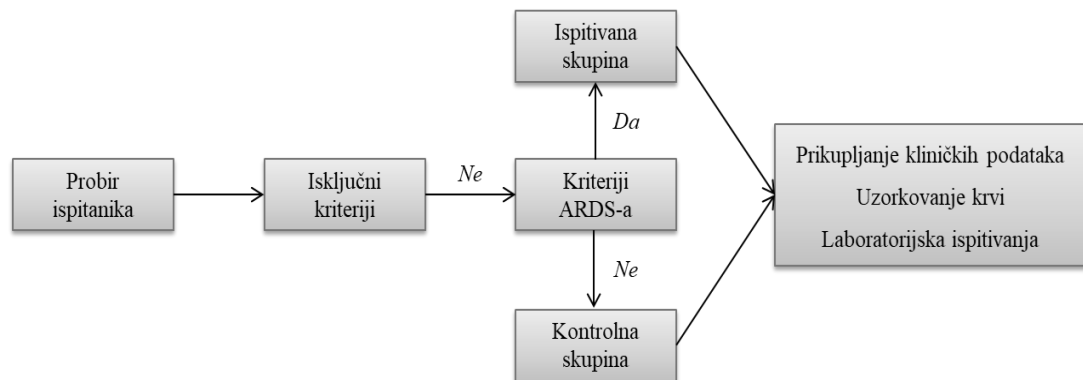 Probir
ispitanika
Isključni
kriteriji
Ne
Kriteriji
ARDS-a
Da
Ispitivana
skupina
Ne
Kontrolna
skupina
Prikupljanje kliničkih podataka
Uzorkovanje krvi
Laboratorijska ispitivanja